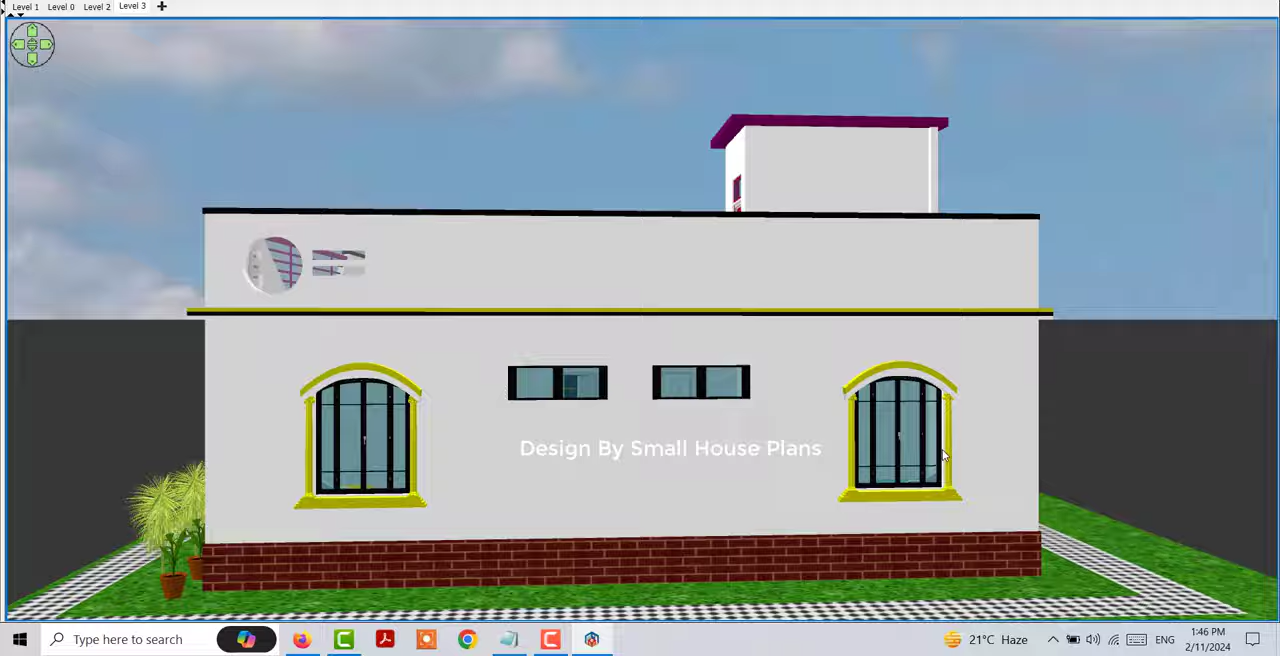 Level 1 Level 0 Level 2 Level 3
Design By Small House Plans
Type here to search
21°C Haze
ENG
1:46 PM
2/11/2024